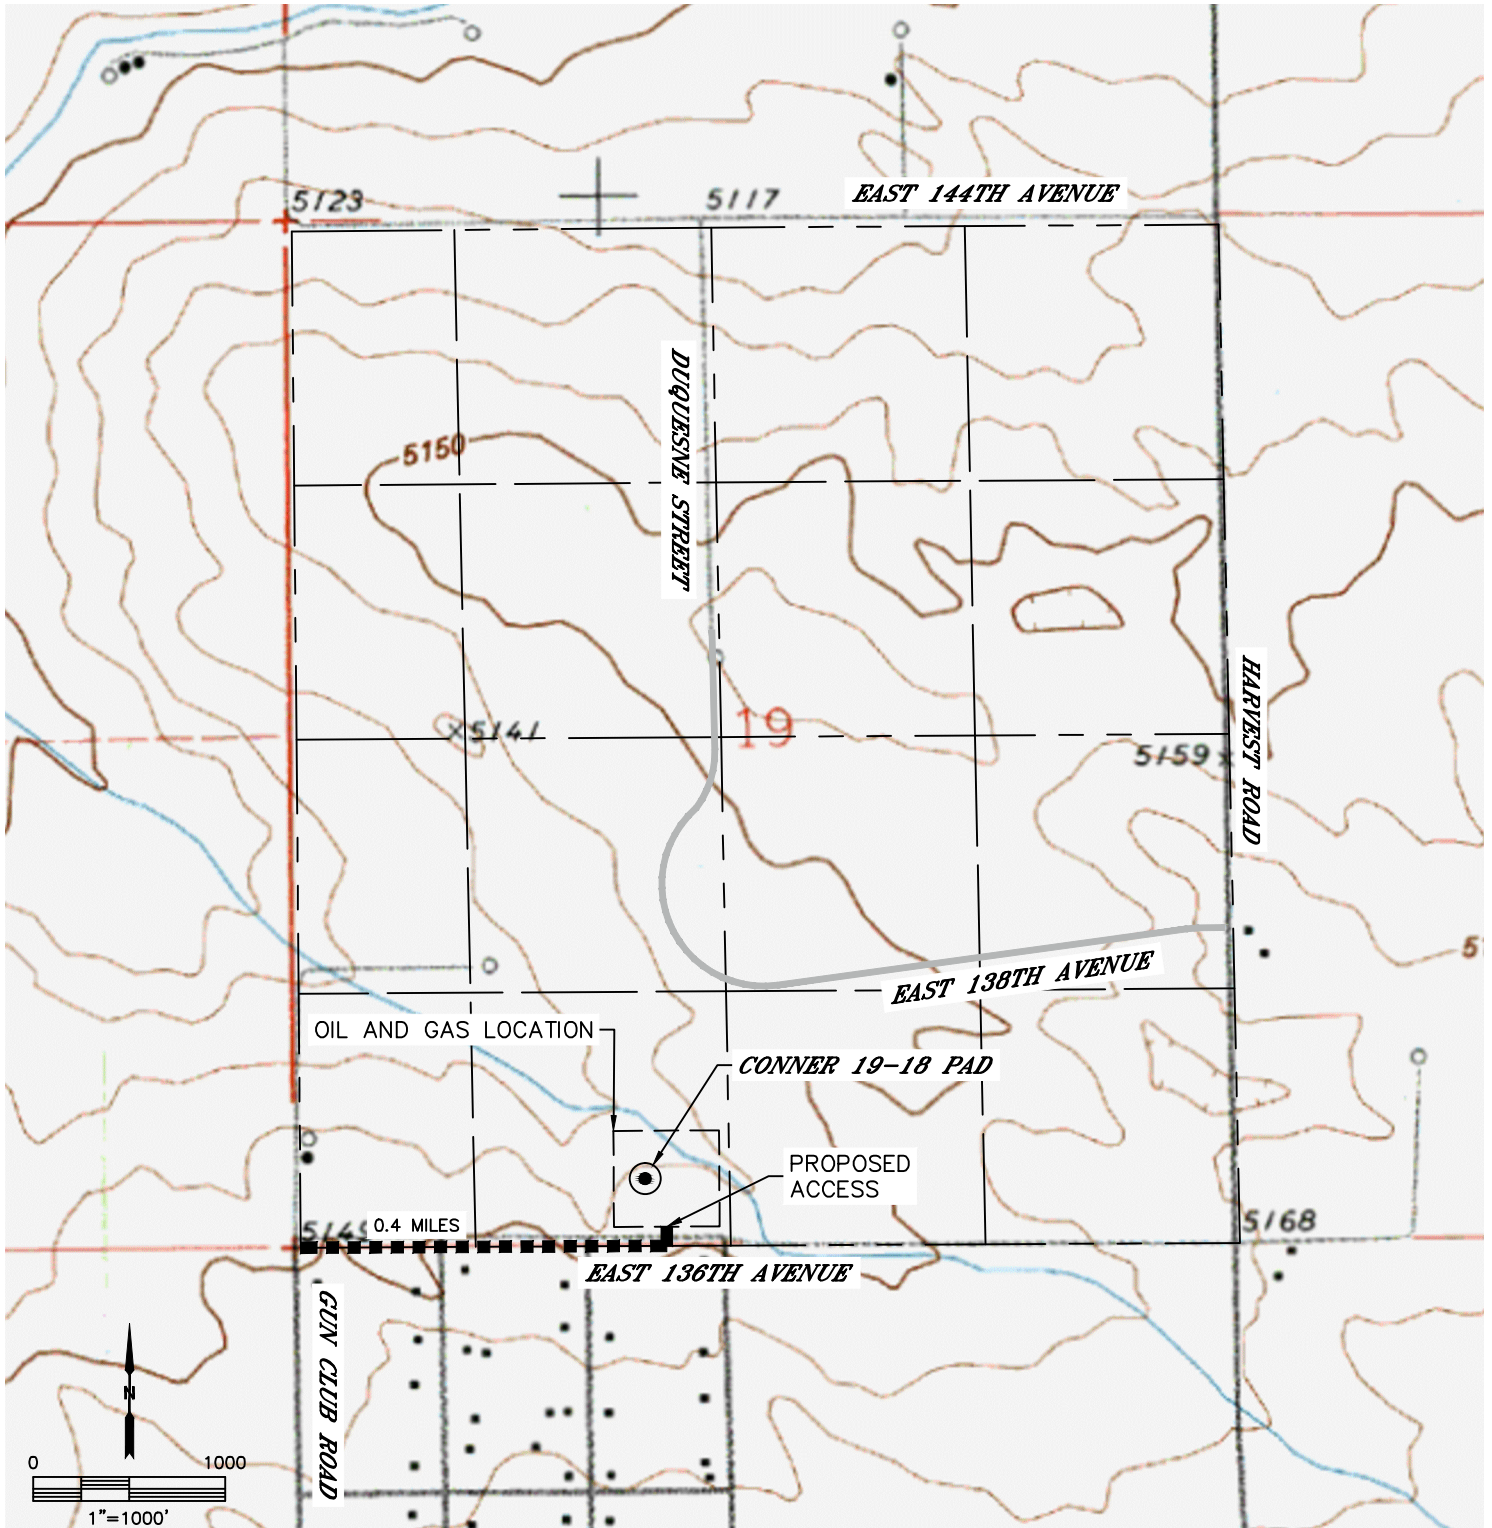 5123
5117
EAST 144TH AVENUE
DUQUESNE STREET
5150
19
5141
5159
HARVEST ROAD
EAST 138TH AVENUE
OIL AND GAS LOCATION
CONNER 19-18 PAD
PROPOSED
ACCESS
0.4 MILES
5168
EAST 136TH AVENUE
GUN CLUB ROAD
N
0 1000
1"=1000'